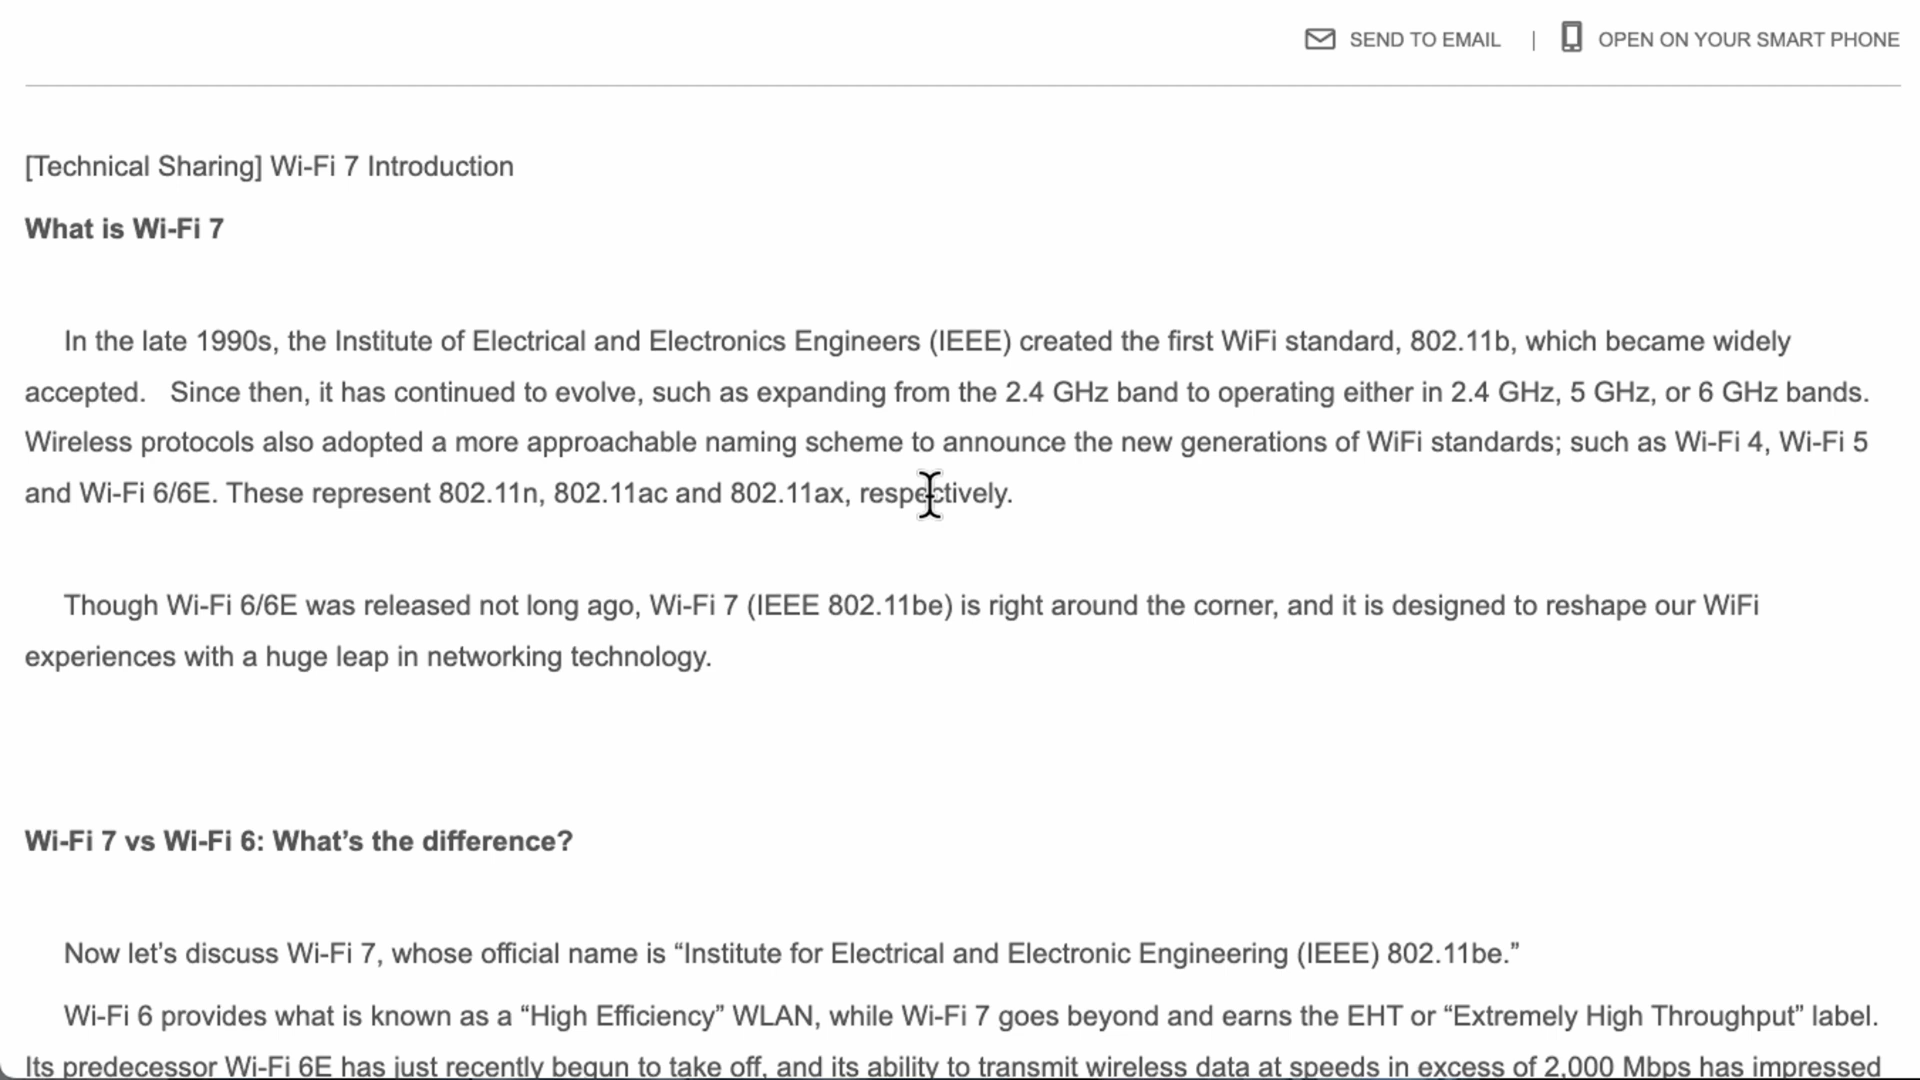 SEND TO EMAIL | OPEN ON YOUR SMART PHONE
[Technical Sharing] Wi-Fi 7 Introduction
What is Wi-Fi 7
In the late 1990s, the Institute of Electrical and Electronics Engineers (IEEE) created the first WiFi standard, 802.11b, which became widely
accepted.   Since then, it has continued to evolve, such as expanding from the 2.4 GHz band to operating either in 2.4 GHz, 5 GHz, or 6 GHz bands.
Wireless protocols also adopted a more approachable naming scheme to announce the new generations of WiFi standards; such as Wi-Fi 4, Wi-Fi 5
and Wi-Fi 6/6E. These represent 802.11n, 802.11ac and 802.11ax, respectively.
Though Wi-Fi 6/6E was released not long ago, Wi-Fi 7 (IEEE 802.11be) is right around the corner, and it is designed to reshape our WiFi
experiences with a huge leap in networking technology.
Wi-Fi 7 vs Wi-Fi 6: What’s the difference?
Now let’s discuss Wi-Fi 7, whose official name is “Institute for Electrical and Electronic Engineering (IEEE) 802.11be.”
Wi-Fi 6 provides what is known as a “High Efficiency” WLAN, while Wi-Fi 7 goes beyond and earns the EHT or “Extremely High Throughput” label.
Its predecessor Wi-Fi 6E has just recently begun to take off, and its ability to transmit wireless data at speeds in excess of 2,000 Mbps has impressed